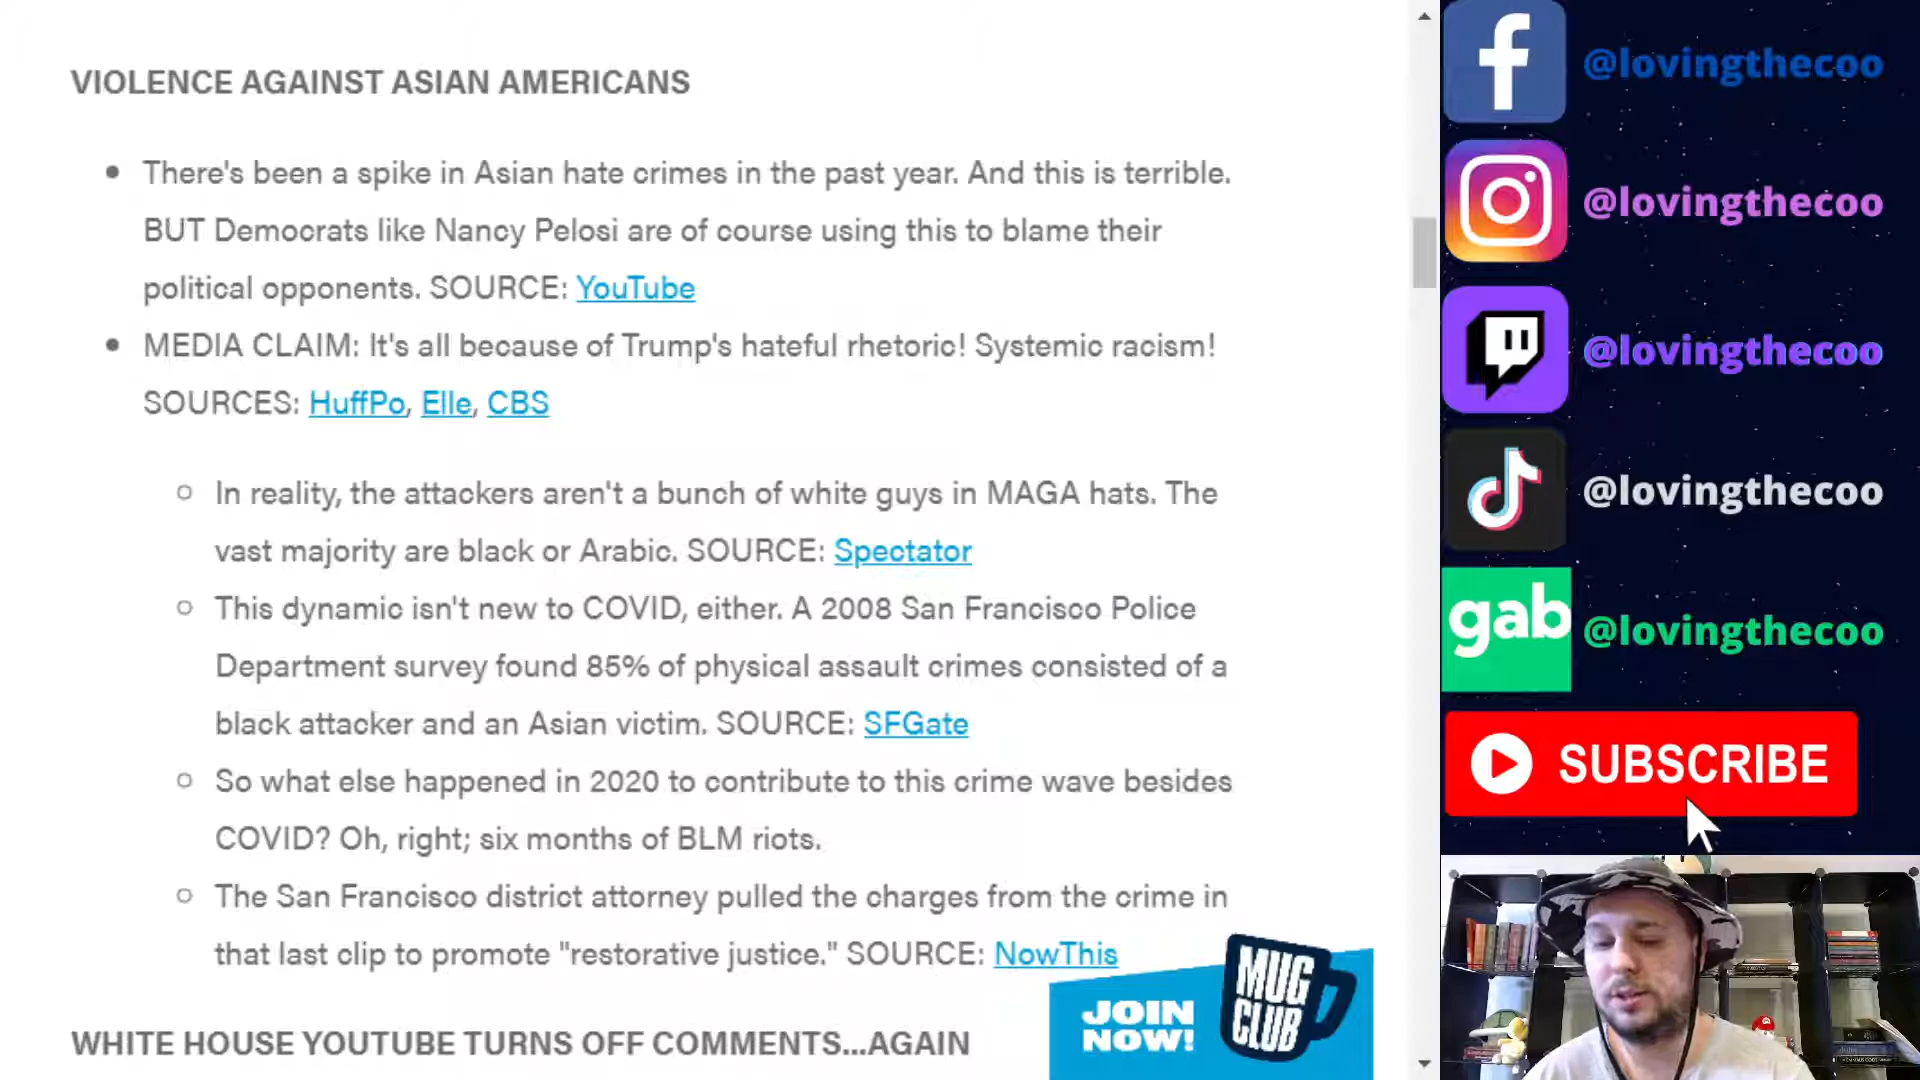 VIOLENCE AGAINST ASIAN AMERICANS
There's been a spike in Asian hate crimes in the past year. And this is terrible.
BUT Democrats like Nancy Pelosi are of course using this to blame their
political opponents. SOURCE: YouTube
MEDIA CLAIM: It's all because of Trump's hateful rhetoric! Systemic racism!
SOURCES: HuffPo, Elle, CBS
In reality, the attackers aren't a bunch of white guys in MAGA hats. The
vast majority are black or Arabic. SOURCE: Spectator
This dynamic isn't new to COVID, either. A 2008 San Francisco Police
Department survey found 85% of physical assault crimes consisted of a
black attacker and an Asian victim. SOURCE: SFGate
So what else happened in 2020 to contribute to this crime wave besides
COVID? Oh, right; six months of BLM riots.
The San Francisco district attorney pulled the charges from the crime in
that last clip to promote "restorative justice." SOURCE: NowThis
WHITE HOUSE YOUTUBE TURNS OFF COMMENTS...AGAIN
JOIN
NOW!
MUG
CLUB
@lovingthecoo
@lovingthecoo
@lovingthecoo
@lovingthecoo
gab @lovingthecoo
SUBSCRIBE